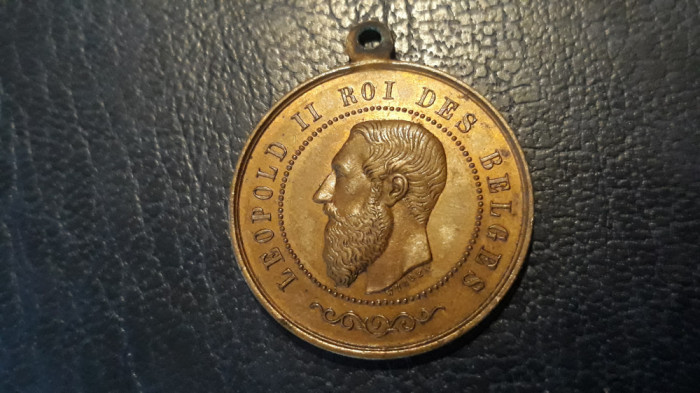 LEOPOLD II ROI DES BELGES